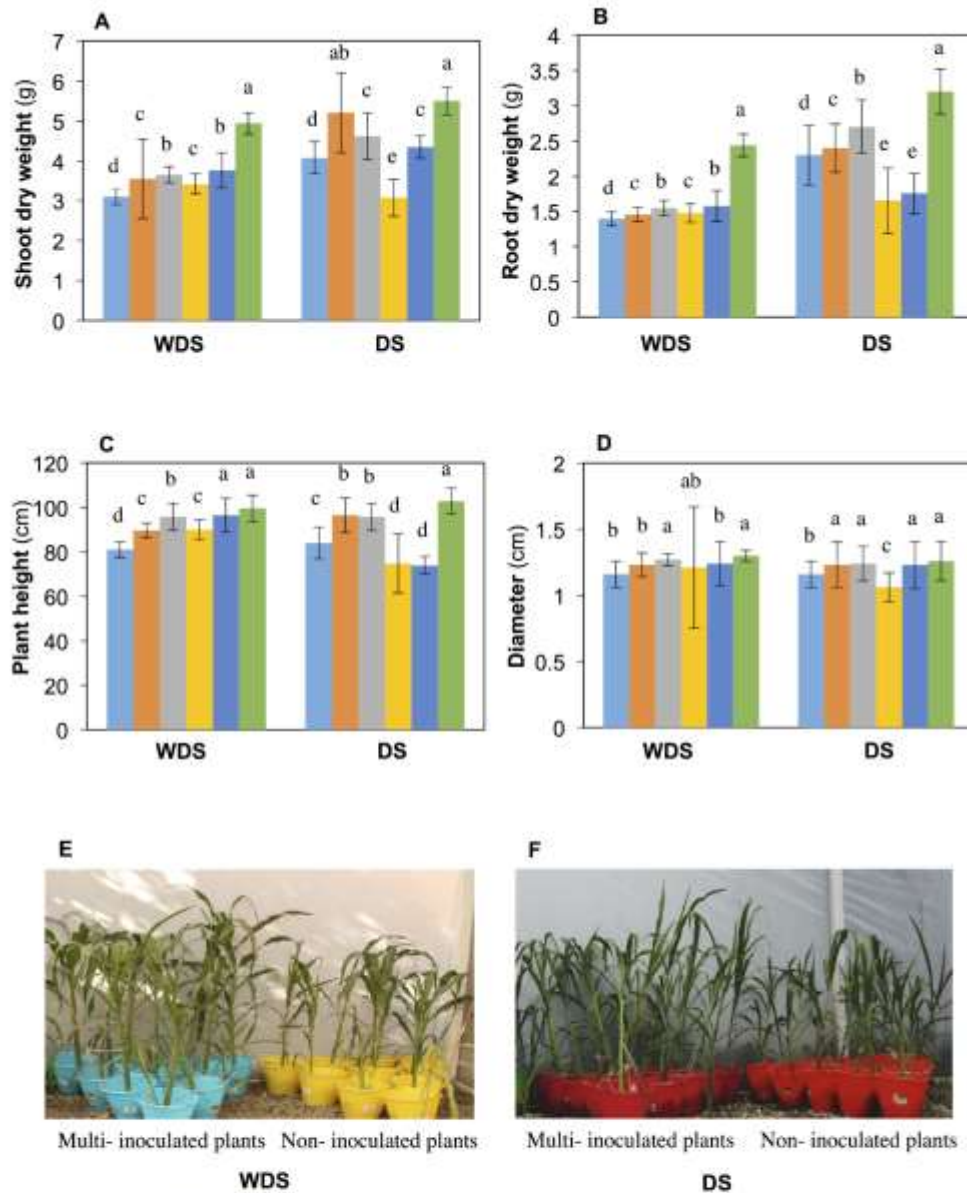 A
Shoot dry weight (g)
7
6
5
4
3
2
1
0
d
c
b
c
b
a
d
ab
c
e
c
a
WDS
DS
B
Root dry weight (g)
4
3.5
3
2.5
2
1.5
1
0.5
0
d
c
b
c
b
a
d
c
b
e
e
a
WDS
DS
C
Plant height (cm)
120
100
80
60
40
20
0
d
c
b
c
a
a
c
b
b
d
d
a
WDS
DS
D
Diameter (cm)
2
1.5
1
0.5
0
b
b
a
ab
b
a
b
a
a
c
a
a
WDS
DS
E
Multi- inoculated plants
Non- inoculated plants
WDS
F
Multi- inoculated plants
Non- inoculated plants
DS